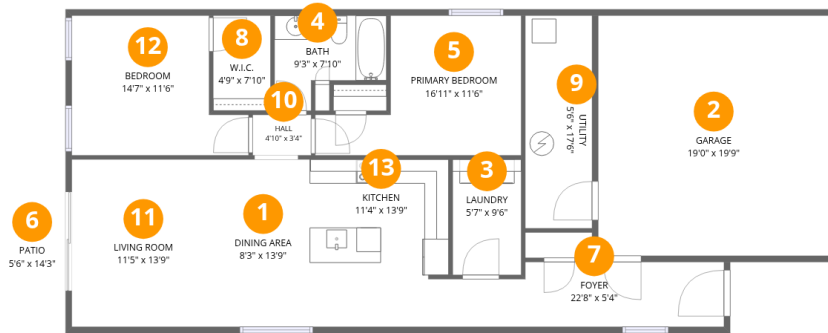 4
BATH
9'3" x 7'10"
8
W.I.C.
4'9" x 7'10"
12
BEDROOM
14'7" x 11'6"
5
PRIMARY BEDROOM
16'11" x 11'6"
9
UTILITY
5'6" x 17'6"
2
GARAGE
19'0" x 19'9"
10
HALL
4'10" x 3'4"
13
KITCHEN
11'4" x 13'9"
3
LAUNDRY
5'7" x 9'6"
6
PATIO
5'6" x 14'3"
11
LIVING ROOM
11'5" x 13'9"
1
DINING AREA
8'3" x 13'9"
7
FOYER
22'8" x 5'4"